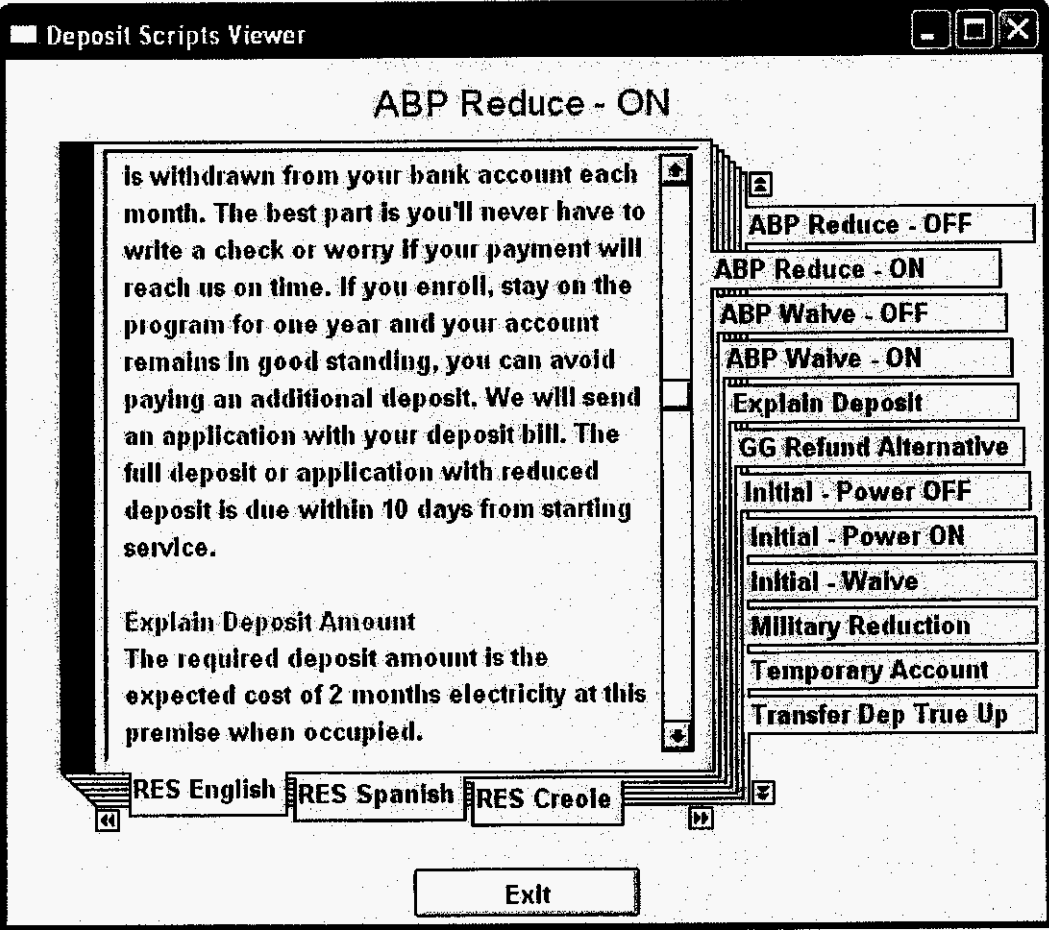 Deposit Scripts Viewer
ABP Reduce - ON
is withdrawn from your bank account each
month. The best part is you'll never have to
write a check or worry if your payment will
reach us on time. If you enroll, stay on the
program for one year and your account
remains in good standing, you can avoid
paying an additional deposit. We will send
an application with your deposit bill. The
full deposit or application with reduced
deposit is due within 10 days from starting
service.
Explain Deposit Amount
The required deposit amount is the
expected cost of 2 months electricity at this
premise when occupied.
ABP Reduce - OFF
ABP Reduce - ON
ABP Waive - OFF
ABP Waive - ON
Explain Deposit
GG Refund Alternative
Initial - Power OFF
Initial - Power ON
Initial - Waive
Military Reduction
Temporary Account
Transfer Dep True Up
RES English
RES Spanish
RES Creole
Exit